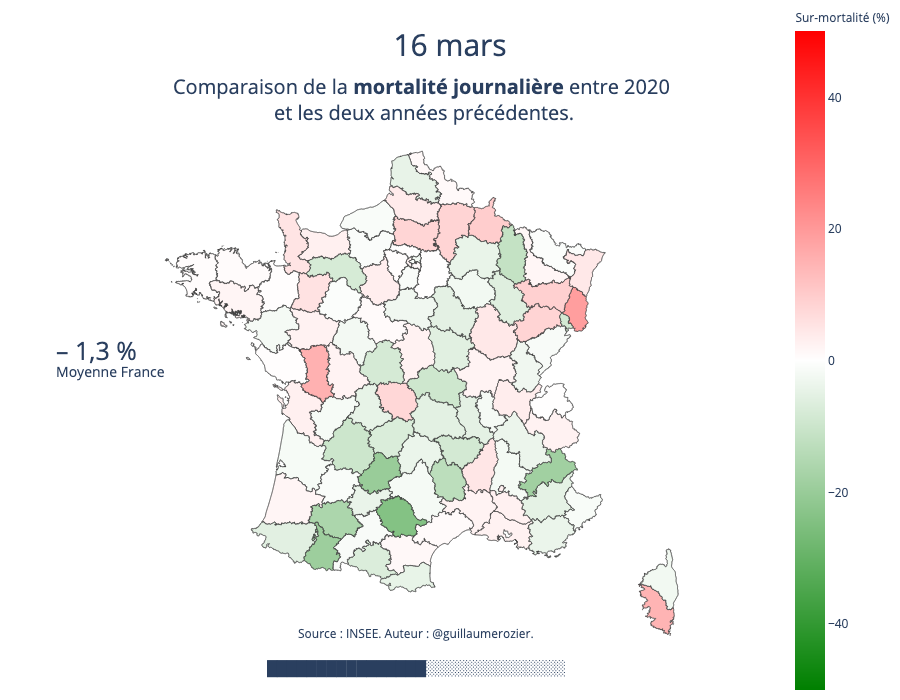 Sur-mortalité (%)
16 mars
Comparaison de la mortalité journalière entre 2020
et les deux années précédentes.
40
20
0
−20
−40
– 1,3 %
Moyenne France
Source : INSEE. Auteur : @guillaumerozier.